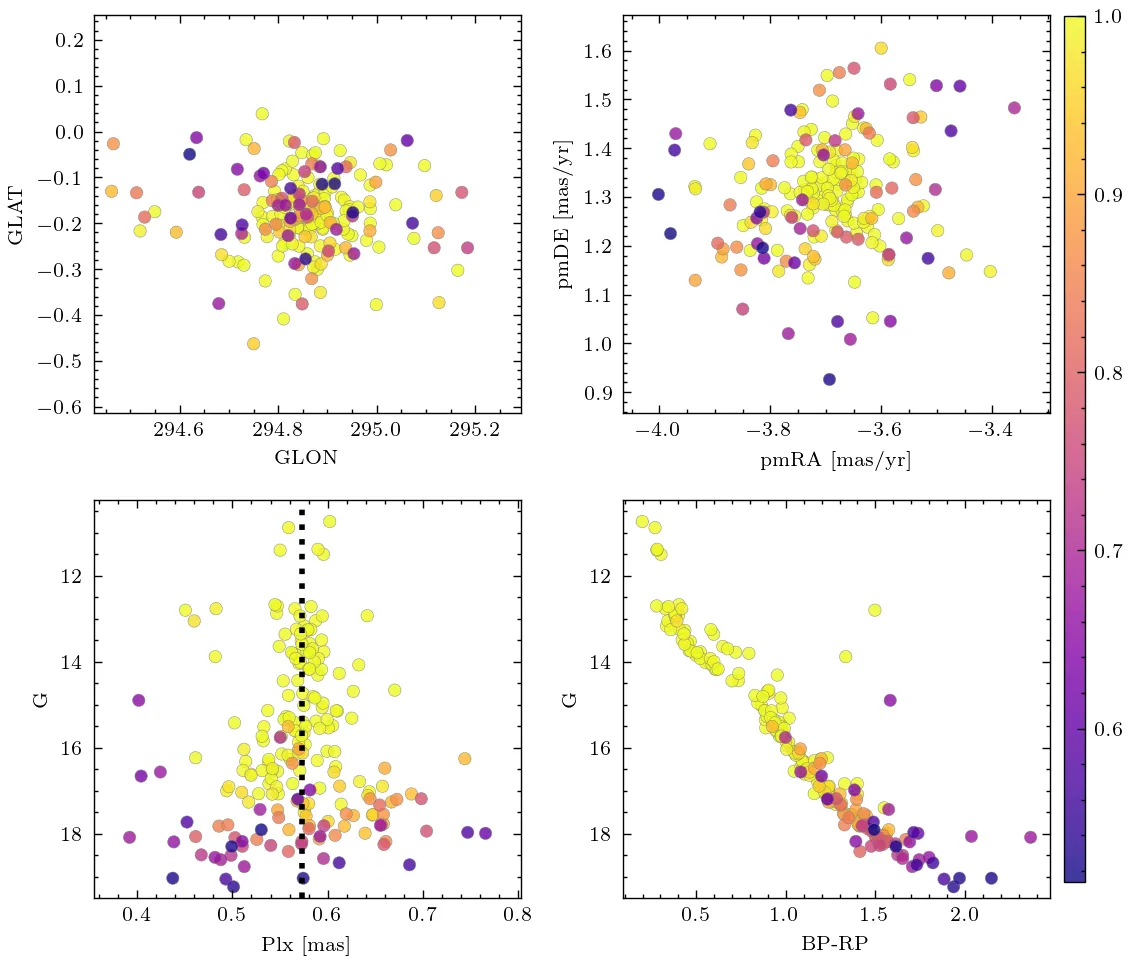 0.2
0.1
0.0
−0.1
−0.2
−0.3
−0.4
−0.5
−0.6
GLAT
294.6 294.8 295.0 295.2
GLON
1.6
1.5
1.4
1.3
1.2
1.1
1.0
0.9
pmDE [mas/yr]
−4.0 −3.8 −3.6 −3.4
pmRA [mas/yr]
1.0
0.9
0.8
0.7
0.6
12
14
16
18
G
0.4 0.5 0.6 0.7 0.8
Plx [mas]
12
14
16
18
G
0.5 1.0 1.5 2.0
BP-RP